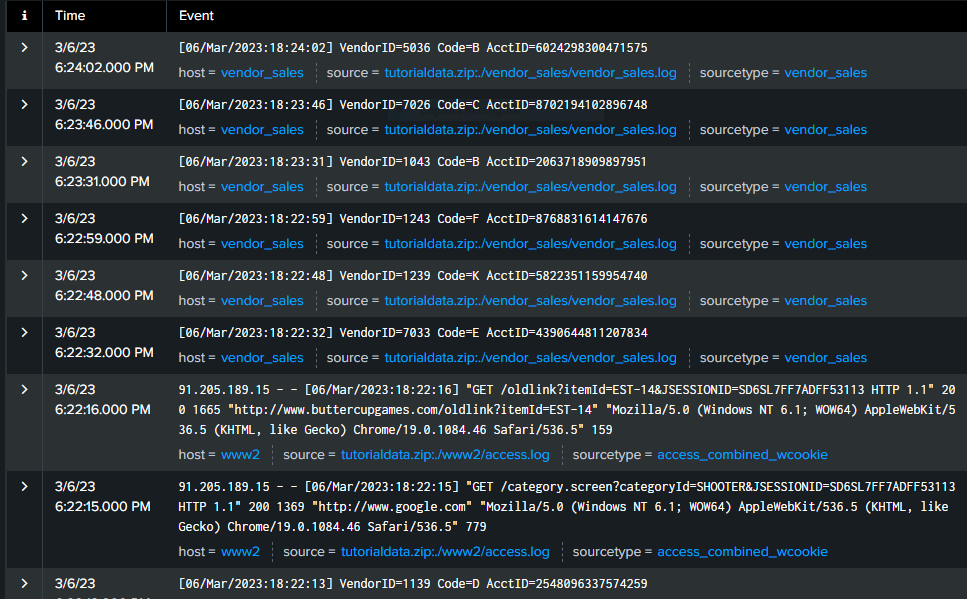 i Time Event
> 3/6/23 [06/Mar/2023:18:24:02] VendorID=5036 Code=B AcctID=6024298300471575
6:24:02.000 PM host = vendor_sales source = tutorialdata.zip:./vendor_sales/vendor_sales.log sourcetype = vendor_sales
> 3/6/23 [06/Mar/2023:18:23:46] VendorID=7026 Code=C AcctID=8702194102896748
6:23:46.000 PM host = vendor_sales source = tutorialdata.zip:./vendor_sales/vendor_sales.log sourcetype = vendor_sales
> 3/6/23 [06/Mar/2023:18:23:31] VendorID=1043 Code=B AcctID=2063718909897951
6:23:31.000 PM host = vendor_sales source = tutorialdata.zip:./vendor_sales/vendor_sales.log sourcetype = vendor_sales
> 3/6/23 [06/Mar/2023:18:22:59] VendorID=1243 Code=F AcctID=8768831614147676
6:22:59.000 PM host = vendor_sales source = tutorialdata.zip:./vendor_sales/vendor_sales.log sourcetype = vendor_sales
> 3/6/23 [06/Mar/2023:18:22:48] VendorID=1239 Code=K AcctID=5822351159954740
6:22:48.000 PM host = vendor_sales source = tutorialdata.zip:./vendor_sales/vendor_sales.log sourcetype = vendor_sales
> 3/6/23 [06/Mar/2023:18:22:32] VendorID=7033 Code=E AcctID=4390644811207834
6:22:32.000 PM host = vendor_sales source = tutorialdata.zip:./vendor_sales/vendor_sales.log sourcetype = vendor_sales
> 3/6/23 91.205.189.15 - - [06/Mar/2023:18:22:16] "GET /oldlink?itemId=EST-14&JSESSIONID=SD6SL7FF7ADFF53113 HTTP 1.1" 20
6:22:16.000 PM 0 1665 "http://www.buttercupgames.com/oldlink?itemId=EST-14" "Mozilla/5.0 (Windows NT 6.1; WOW64) AppleWebKit/5
36.5 (KHTML, like Gecko) Chrome/19.0.1084.46 Safari/536.5" 159
host = www2 source = tutorialdata.zip:./www2/access.log sourcetype = access_combined_wcookie
> 3/6/23 91.205.189.15 - - [06/Mar/2023:18:22:15] "GET /category.screen?categoryId=SHOOTER&JSESSIONID=SD6SL7FF7ADFF53113
6:22:15.000 PM HTTP 1.1" 200 1369 "http://www.google.com" "Mozilla/5.0 (Windows NT 6.1; WOW64) AppleWebKit/536.5 (KHTML, like
Gecko) Chrome/19.0.1084.46 Safari/536.5" 779
host = www2 source = tutorialdata.zip:./www2/access.log sourcetype = access_combined_wcookie
> 3/6/23 [06/Mar/2023:18:22:13] VendorID=1139 Code=D AcctID=2548096337574259